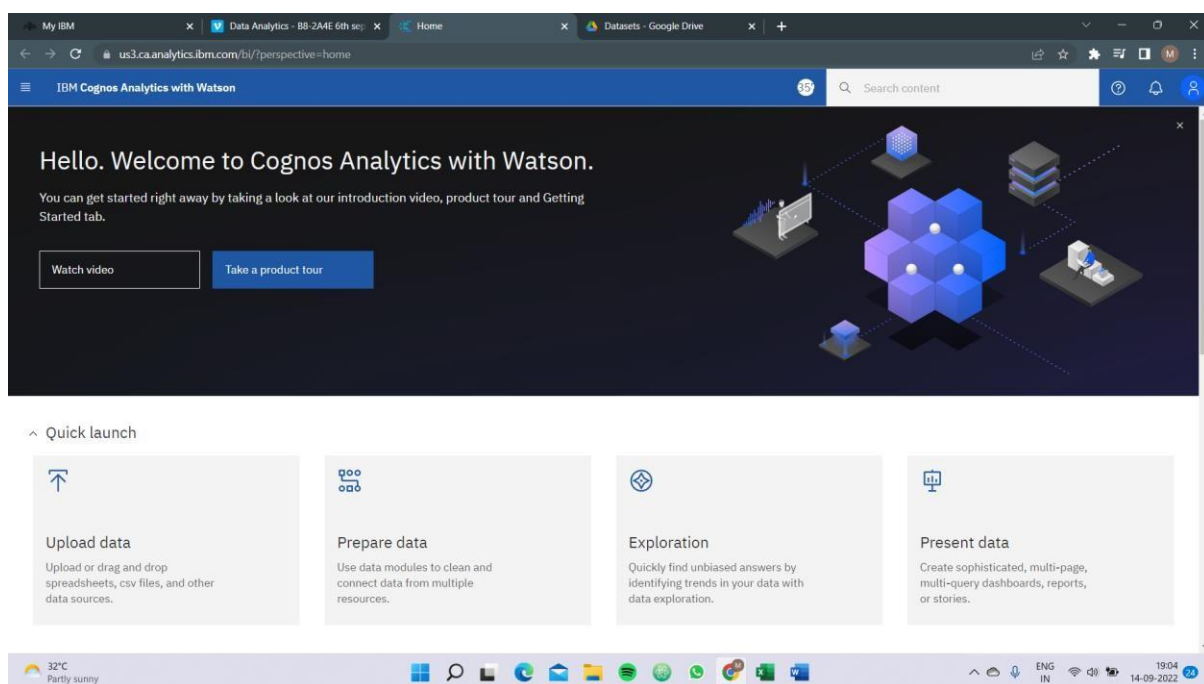 My IBM
Data Analytics - B8-2A4E 6th sep
Home
Datasets - Google Drive
us3.ca.analytics.ibm.com/bi/?perspective=home
M
IBM Cognos Analytics with Watson
Search content
Hello. Welcome to Cognos Analytics with Watson.
You can get started right away by taking a look at our introduction video, product tour and Getting
Started tab.
Watch video
Take a product tour
Quick launch
Upload data
Upload or drag and drop
spreadsheets, csv files, and other
data sources.
Prepare data
Use data modules to clean and
connect data from multiple
resources.
Exploration
Quickly find unbiased answers by
identifying trends in your data with
data exploration.
Present data
Create sophisticated, multi-page,
multi-query dashboards, reports,
or stories.
32°C
Partly sunny
ENG
IN
19:04
14-09-2022
24